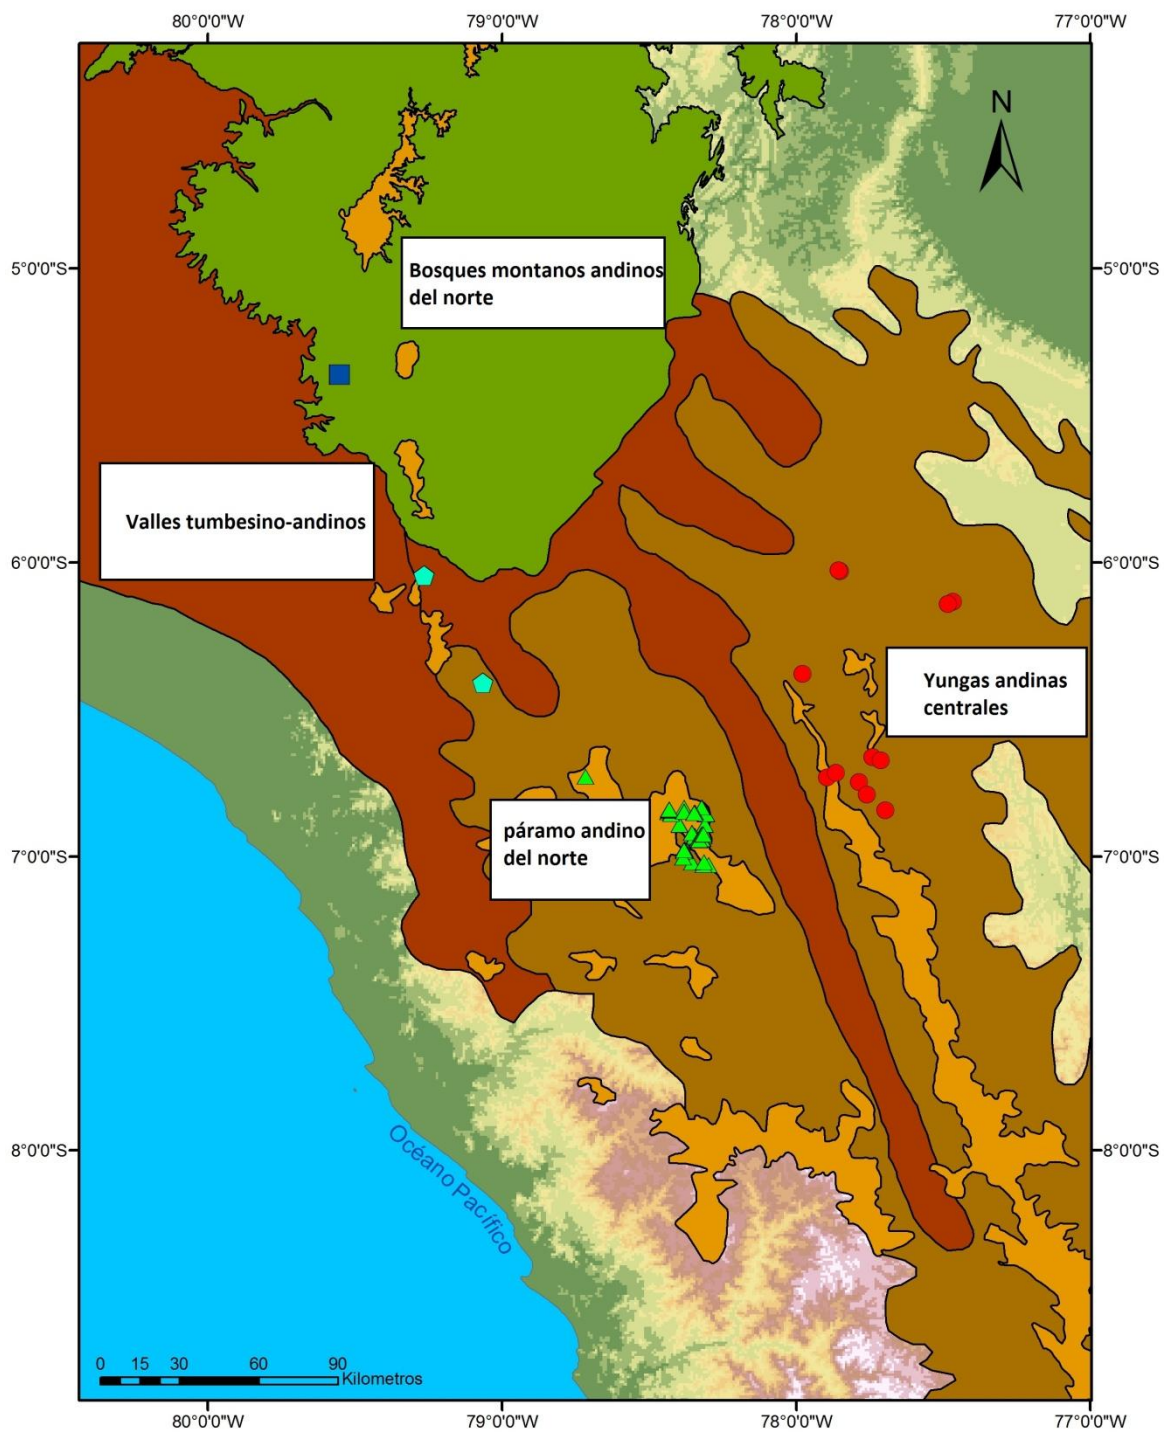 80°0'0"W 79°0'0"W 78°0'0"W 77°0'0"W
N
5°0'0"S 5°0'0"S
Bosques montanos andinos
del norte
Valles tumbesino-andinos
6°0'0"S 6°0'0"S
Yungas andinas
centrales
páramo andino
del norte
7°0'0"S 7°0'0"S
8°0'0"S 8°0'0"S
Océano Pacífico
0 15 30 60 90
Kilometros
80°0'0"W 79°0'0"W 78°0'0"W 77°0'0"W